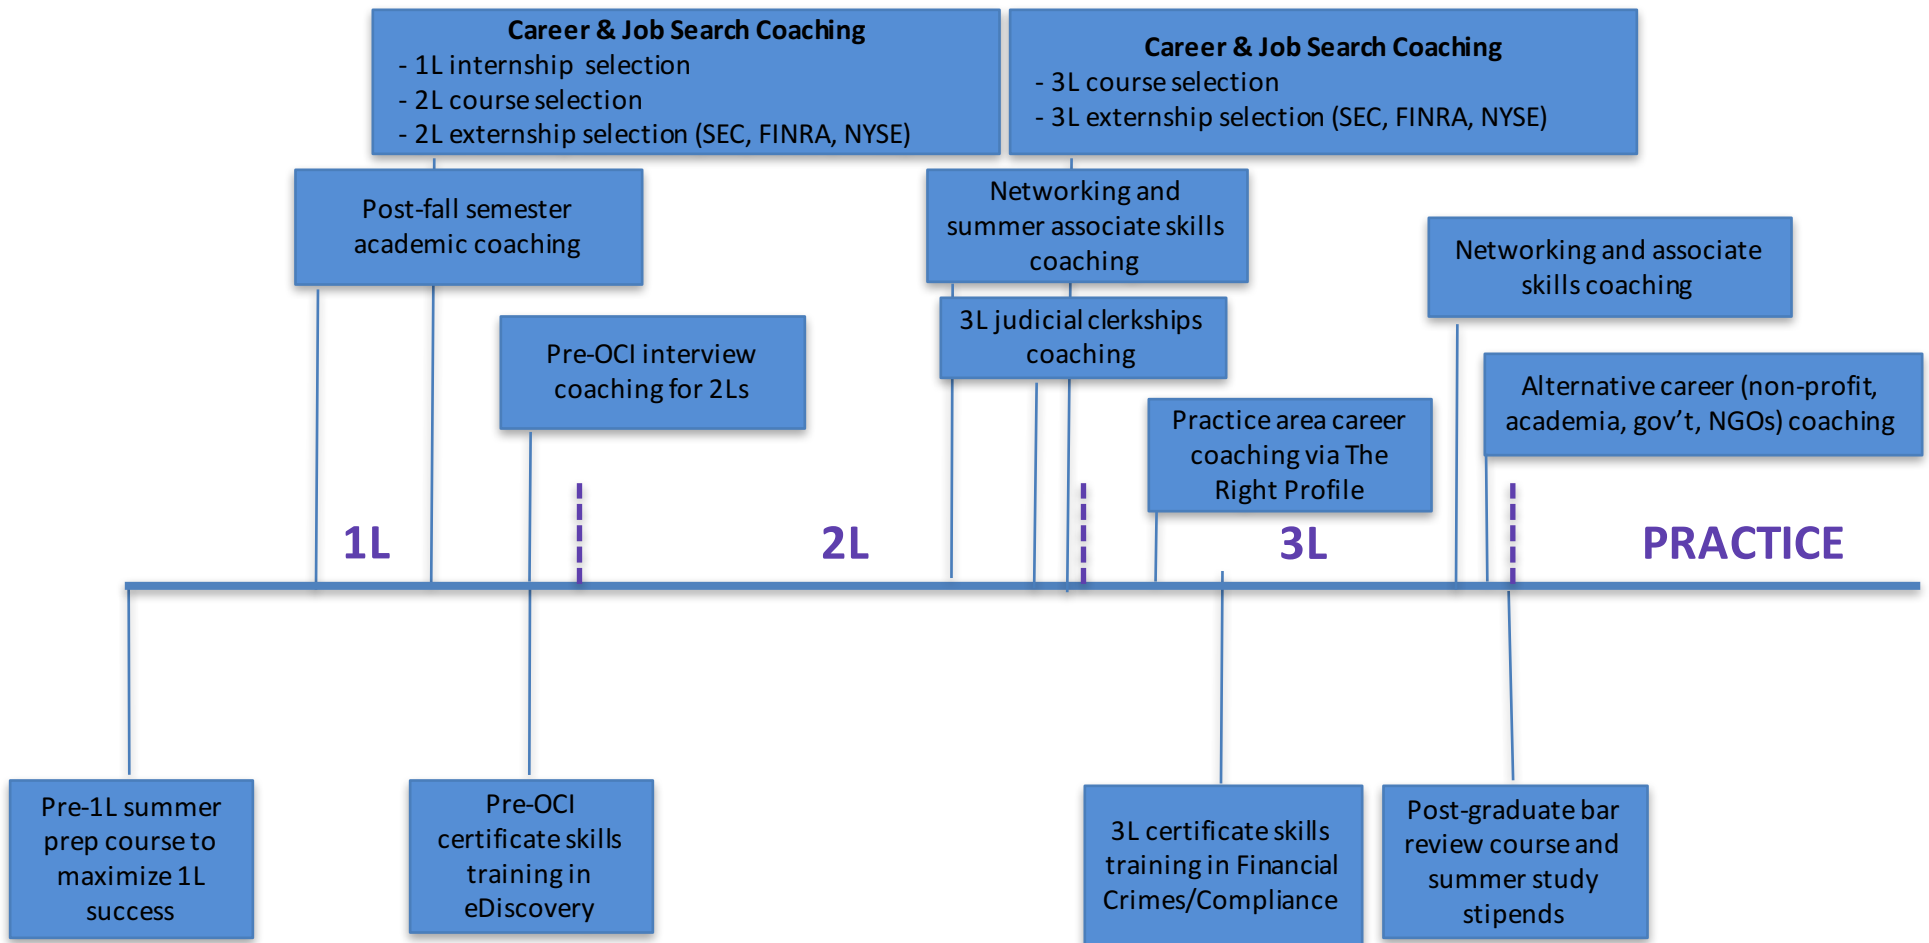 Career & Job Search Coaching
- 1L internship selection
- 2L course selection
- 2L externship selection (SEC, FINRA, NYSE)
Career & Job Search Coaching
- 3L course selection
- 3L externship selection (SEC, FINRA, NYSE)
Post-fall semester
academic coaching
Networking and
summer associate skills
coaching
Networking and associate
skills coaching
3L judicial clerkships
coaching
Pre-OCI interview
coaching for 2Ls
Alternative career (non-profit,
academia, gov’t, NGOs) coaching
Practice area career
coaching via The
Right Profile
1L
2L
3L
PRACTICE
Pre-1L summer
prep course to
maximize 1L
success
Pre-OCI
certificate skills
training in
eDiscovery
3L certificate skills
training in Financial
Crimes/Compliance
Post-graduate bar
review course and
summer study
stipends